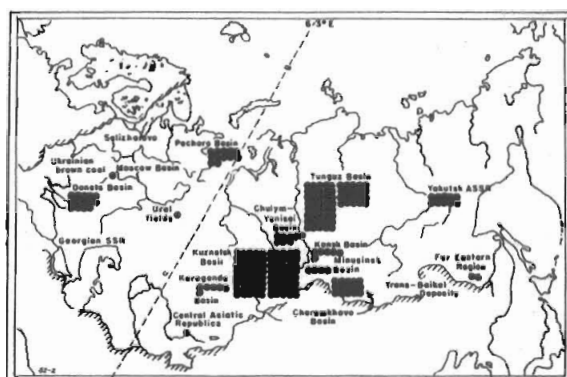 Selizharovo
Pechora Basin
Ukrainian
brown coal
Moscow Basin
Donets Basin
Tunguz Basin
Yakutsk ASSR
Ural
fields
Chulym-
Yenisei
Basin
Georgian SSR
Kansk Basin
Kuznetsk
Basin
Minusinsk
Basin
Far Eastern
Region
Karaganda
Basin
Trans-Baikal
Deposits
Central Asiatic
Republics
Cheremkhovo
Basin